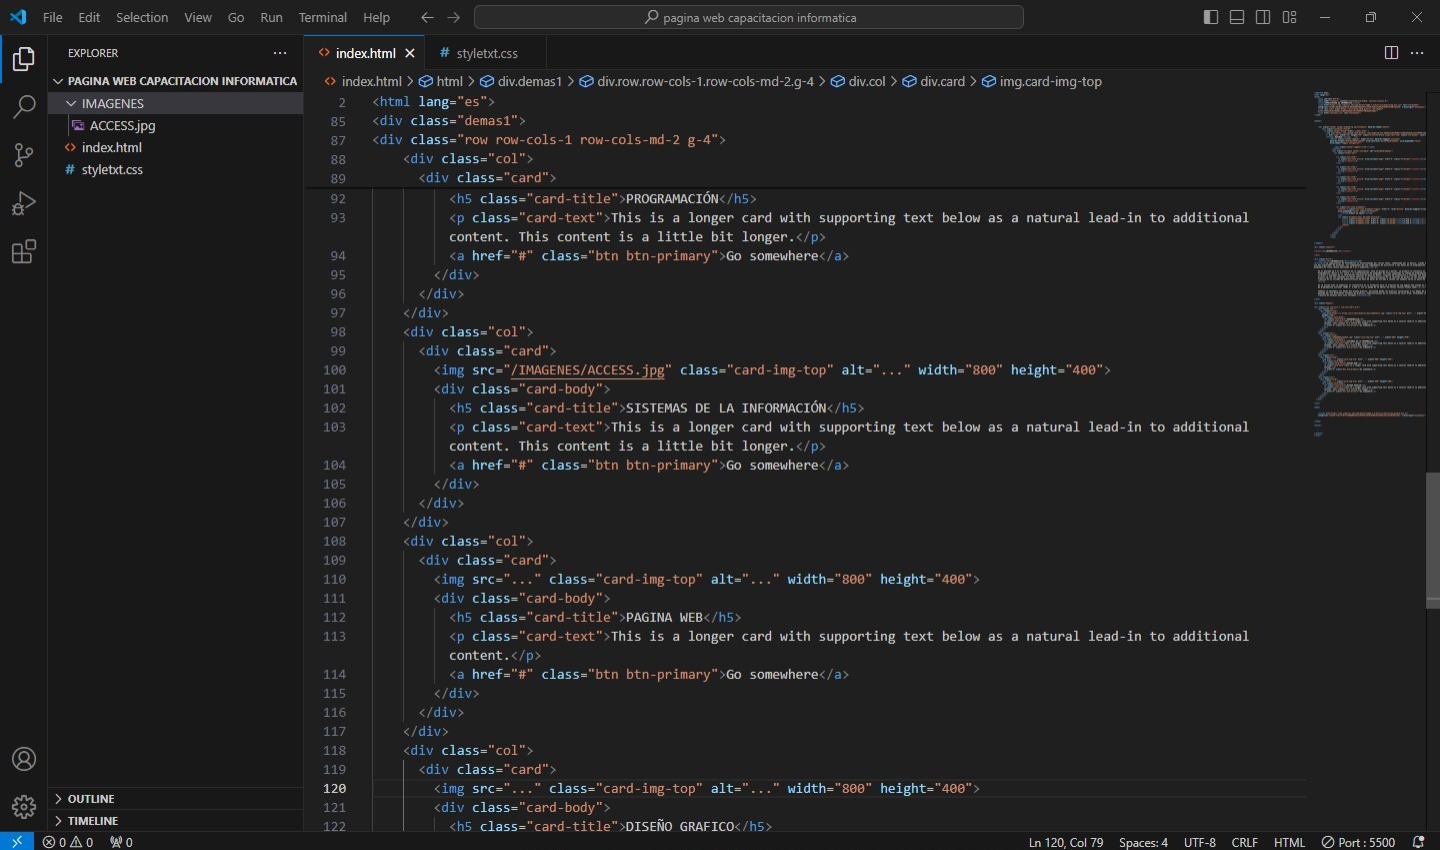 File Edit Selection View Go Run Terminal Help
pagina web capacitacion informatica
EXPLORER
index.html
# styletxt.css
PAGINA WEB CAPACITACION INFORMATICA
IMAGENES
ACCESS.jpg
index.html
# styletxt.css
OUTLINE
TIMELINE
index.html > html > div.demas1 > div.row.row-cols-1.row-cols-md-2.g-4 > div.col > div.card > img.card-img-top
2 <html lang="es">
85 <div class="demas1">
87 <div class="row row-cols-1 row-cols-md-2 g-4">
88 <div class="col">
89 <div class="card">
92 <h5 class="card-title">PROGRAMACIÓN</h5>
93 <p class="card-text">This is a longer card with supporting text below as a natural lead-in to additional
content. This content is a little bit longer.</p>
94 <a href="#" class="btn btn-primary">Go somewhere</a>
95 </div>
96 </div>
97 </div>
98 <div class="col">
99 <div class="card">
100 <img src="/IMAGENES/ACCESS.jpg" class="card-img-top" alt="..." width="800" height="400">
101 <div class="card-body">
102 <h5 class="card-title">SISTEMAS DE LA INFORMACIÓN</h5>
103 <p class="card-text">This is a longer card with supporting text below as a natural lead-in to additional
content. This content is a little bit longer.</p>
104 <a href="#" class="btn btn-primary">Go somewhere</a>
105 </div>
106 </div>
107 </div>
108 <div class="col">
109 <div class="card">
110 <img src="..." class="card-img-top" alt="..." width="800" height="400">
111 <div class="card-body">
112 <h5 class="card-title">PAGINA WEB</h5>
113 <p class="card-text">This is a longer card with supporting text below as a natural lead-in to additional
content.</p>
114 <a href="#" class="btn btn-primary">Go somewhere</a>
115 </div>
116 </div>
117 </div>
118 <div class="col">
119 <div class="card">
120 <img src="..." class="card-img-top" alt="..." width="800" height="400">
121 <div class="card-body">
122 <h5 class="card-title">DISEÑO GRAFICO</h5>
0 0 0 Ln 120, Col 79 Spaces: 4 UTF-8 CRLF HTML Port : 5500